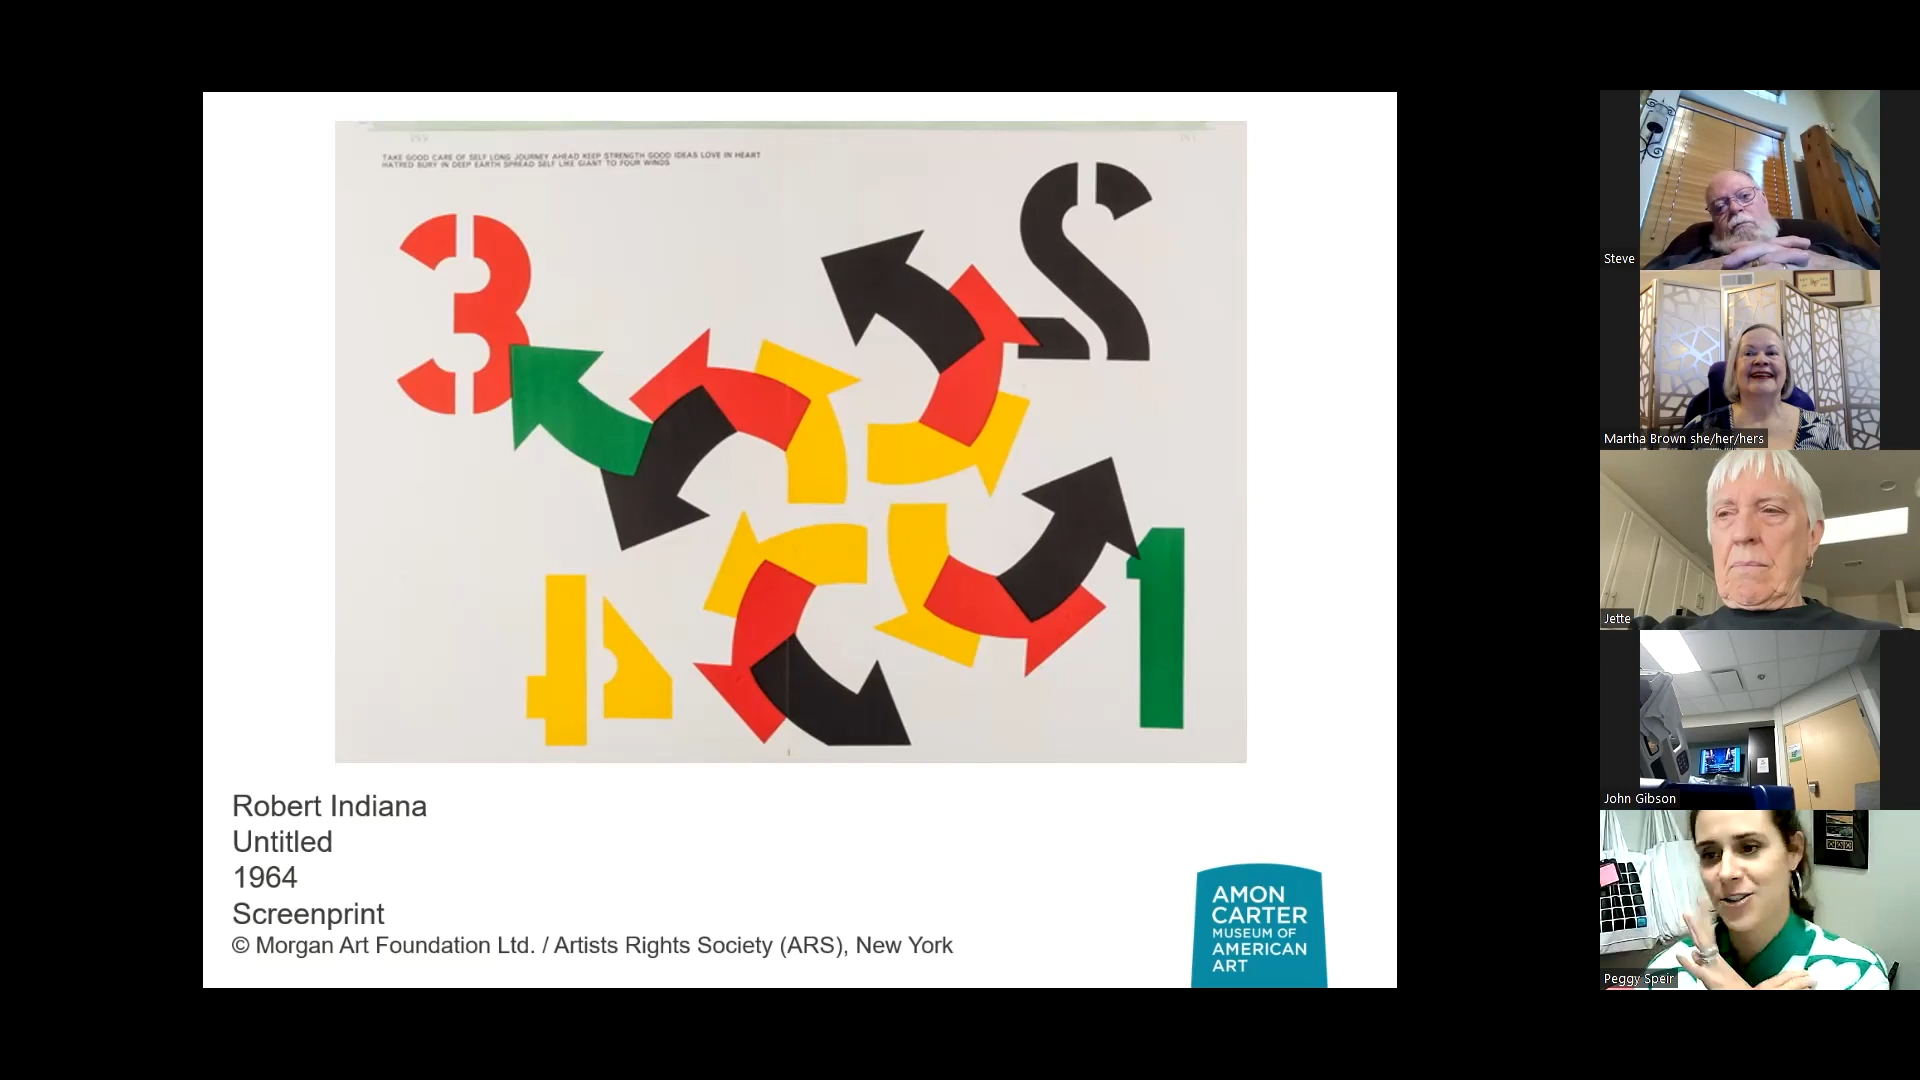 TAKE GOOD CARE OF SELF LONG JOURNEY AHEAD KEEP STRENGTH GOOD IDEAS LOVE IN HEART
HATRED BURY IN DEEP EARTH SPREAD SELF LIKE GIANT TO FOUR WINDS
3
2
4
1
Robert Indiana
Untitled
1964
Screenprint
© Morgan Art Foundation Ltd. / Artists Rights Society (ARS), New York
AMON
CARTER
MUSEUM OF
AMERICAN
ART
Steve
Martha Brown she/her/hers
Jette
John Gibson
Peggy Speir